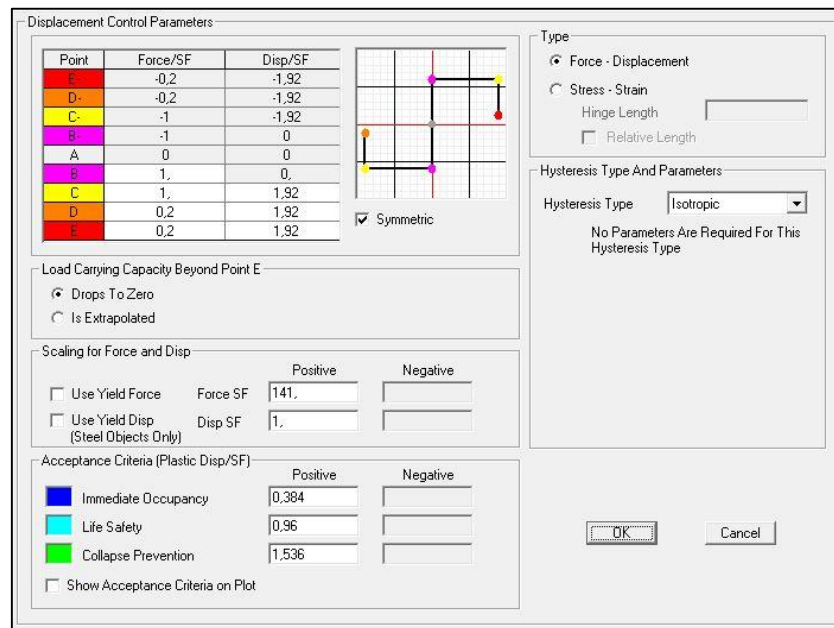 Displacement Control Parameters
Point Force/SF Disp/SF
E- -0,2 -1,92
D- -0,2 -1,92
C- -1 -1,92
B- -1 0
A 0 0
B 1, 0,
C 1, 1,92
D 0,2 1,92
E 0,2 1,92
Symmetric
Load Carrying Capacity Beyond Point E
Drops To Zero
Is Extrapolated
Scaling for Force and Disp
Positive Negative
Use Yield Force Force SF 141,
Use Yield Disp Disp SF 1,
(Steel Objects Only)
Acceptance Criteria (Plastic Disp/SF)
Positive Negative
Immediate Occupancy 0,384
Life Safety 0,96
Collapse Prevention 1,536
Show Acceptance Criteria on Plot
Type
Force - Displacement
Stress - Strain
Hinge Length
Relative Length
Hysteresis Type And Parameters
Hysteresis Type Isotropic
No Parameters Are Required For This
Hysteresis Type
OK Cancel